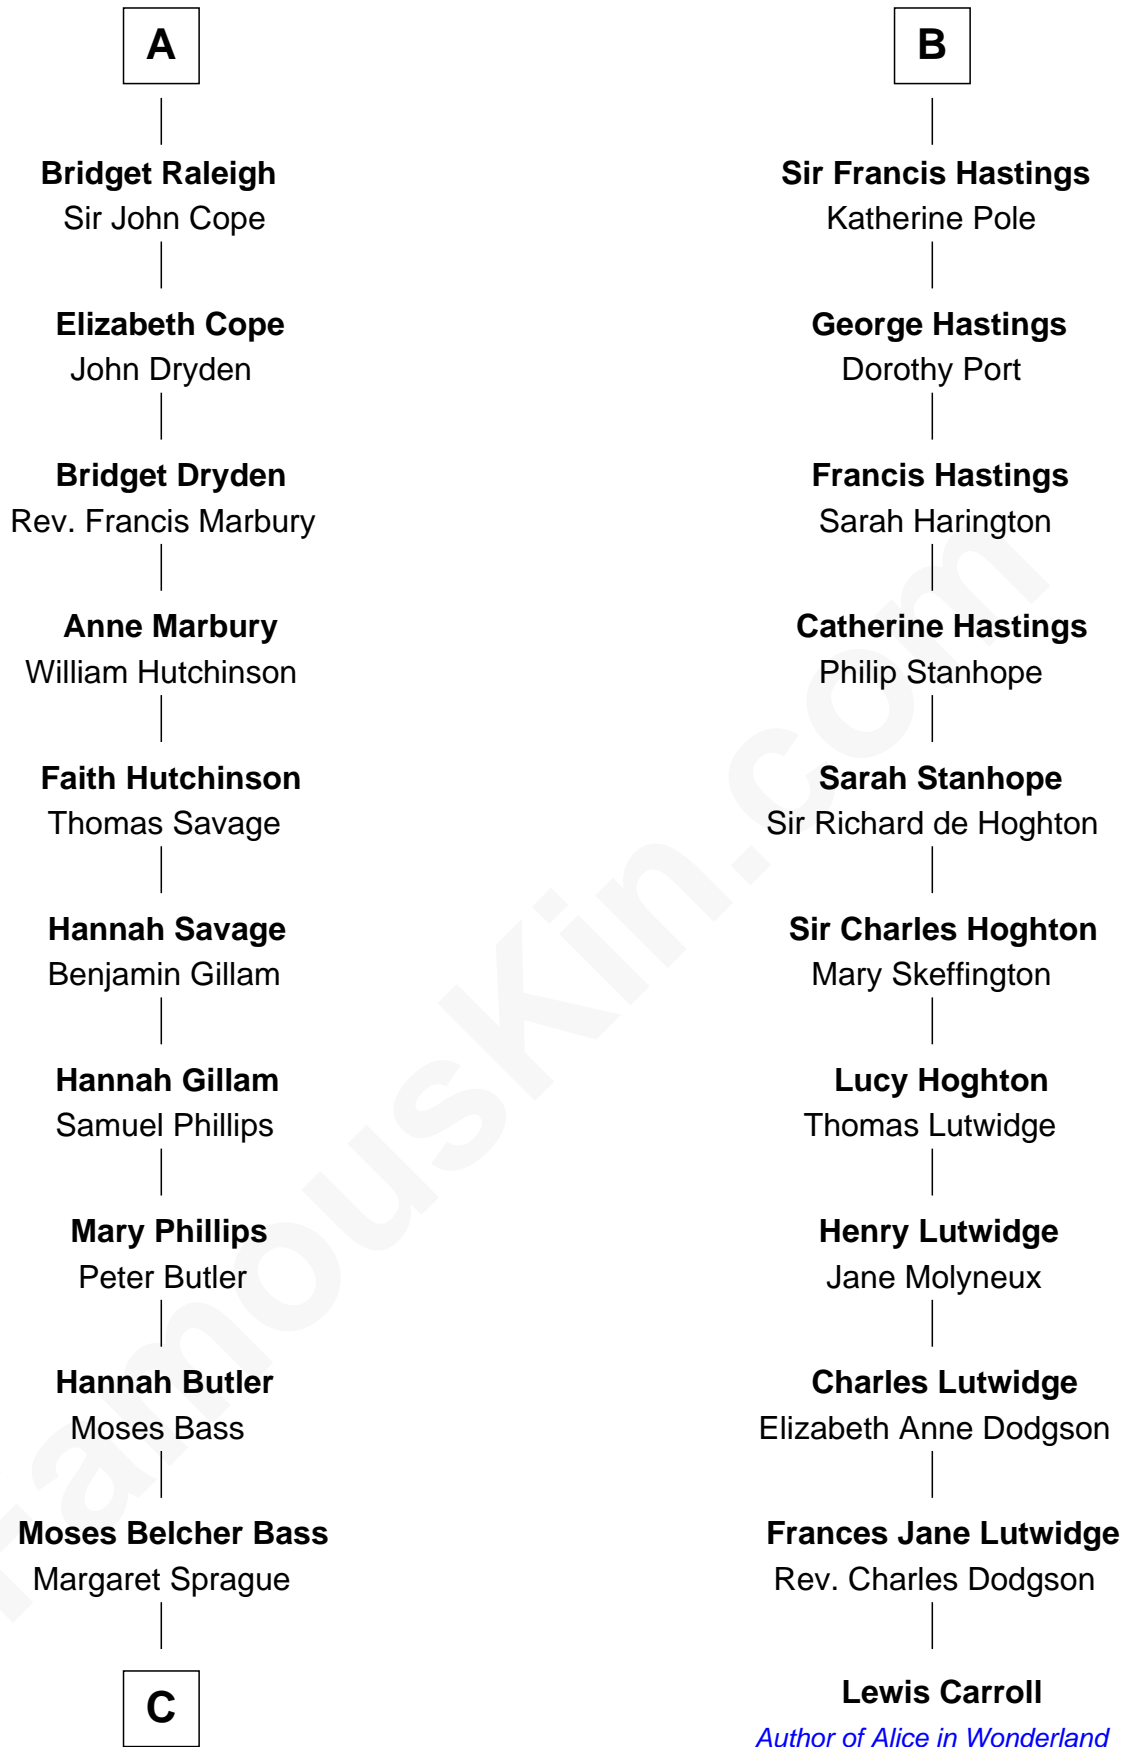 A
Bridget Raleigh
Sir John Cope
Elizabeth Cope
John Dryden
Bridget Dryden
Rev. Francis Marbury
Anne Marbury
William Hutchinson
Faith Hutchinson
Thomas Savage
Hannah Savage
Benjamin Gillam
Hannah Gillam
Samuel Phillips
Mary Phillips
Peter Butler
Hannah Butler
Moses Bass
Moses Belcher Bass
Margaret Sprague
C
B
Sir Francis Hastings
Katherine Pole
George Hastings
Dorothy Port
Francis Hastings
Sarah Harington
Catherine Hastings
Philip Stanhope
Sarah Stanhope
Sir Richard de Hoghton
Sir Charles Hoghton
Mary Skeffington
Lucy Hoghton
Thomas Lutwidge
Henry Lutwidge
Jane Molyneux
Charles Lutwidge
Elizabeth Anne Dodgson
Frances Jane Lutwidge
Rev. Charles Dodgson
Lewis Carroll
Author of Alice in Wonderland
FamousKin.com